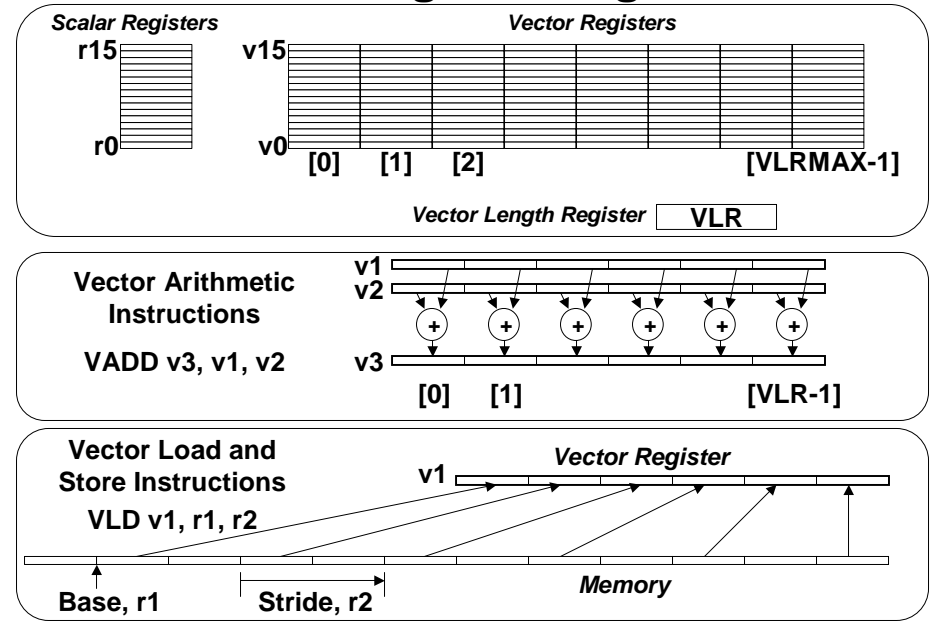 Scalar Registers
Vector Registers
r15
v15
r0
v0
[0] [1] [2] [VLRMAX-1]
Vector Length Register VLR
Vector Arithmetic
Instructions
VADD v3, v1, v2
v1
v2
+ + + + + +
v3
[0] [1] [VLR-1]
Vector Load and
Store Instructions
VLD v1, r1, r2
v1
Vector Register
Memory
Base, r1
Stride, r2